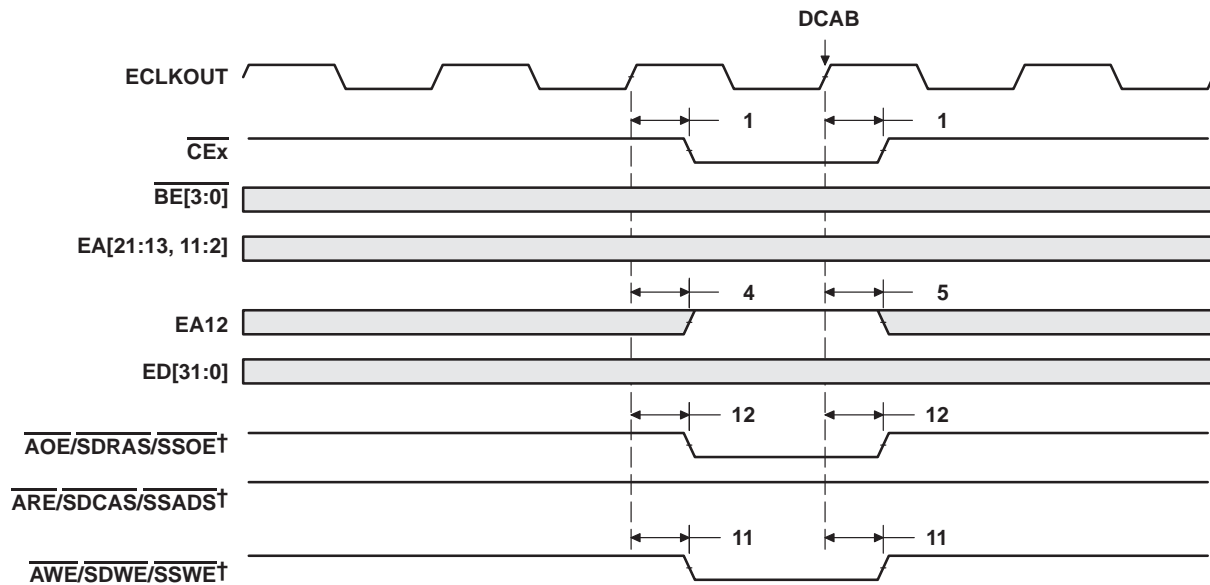 DCAB
ECLKOUT
1 1
CEx
BE[3:0]
EA[21:13, 11:2]
4 5
EA12
ED[31:0]
12 12
AOE/SDRAS/SSOE†
ARE/SDCAS/SSADS†
11 11
AWE/SDWE/SSWE†